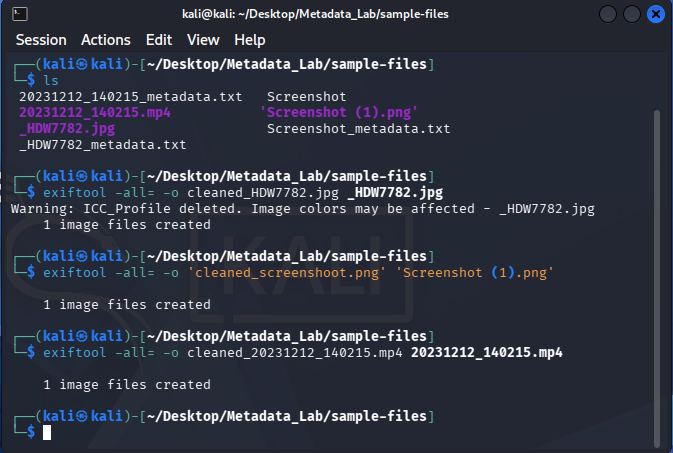 kali@kali: ~/Desktop/Metadata_Lab/sample-files
Session Actions Edit View Help
┌──(kali㉿kali)-[~/Desktop/Metadata_Lab/sample-files]
└─$ ls
20231212_140215_metadata.txt Screenshot
20231212_140215.mp4 'Screenshot (1).png'
_HDW7782.jpg Screenshot_metadata.txt
_HDW7782_metadata.txt
┌──(kali㉿kali)-[~/Desktop/Metadata_Lab/sample-files]
└─$ exiftool -all= -o cleaned_HDW7782.jpg _HDW7782.jpg
Warning: ICC_Profile deleted. Image colors may be affected - _HDW7782.jpg
1 image files created
┌──(kali㉿kali)-[~/Desktop/Metadata_Lab/sample-files]
└─$ exiftool -all= -o 'cleaned_screenshoot.png' 'Screenshot (1).png'
1 image files created
┌──(kali㉿kali)-[~/Desktop/Metadata_Lab/sample-files]
└─$ exiftool -all= -o cleaned_20231212_140215.mp4 20231212_140215.mp4
1 image files created
┌──(kali㉿kali)-[~/Desktop/Metadata_Lab/sample-files]
└─$
KALI